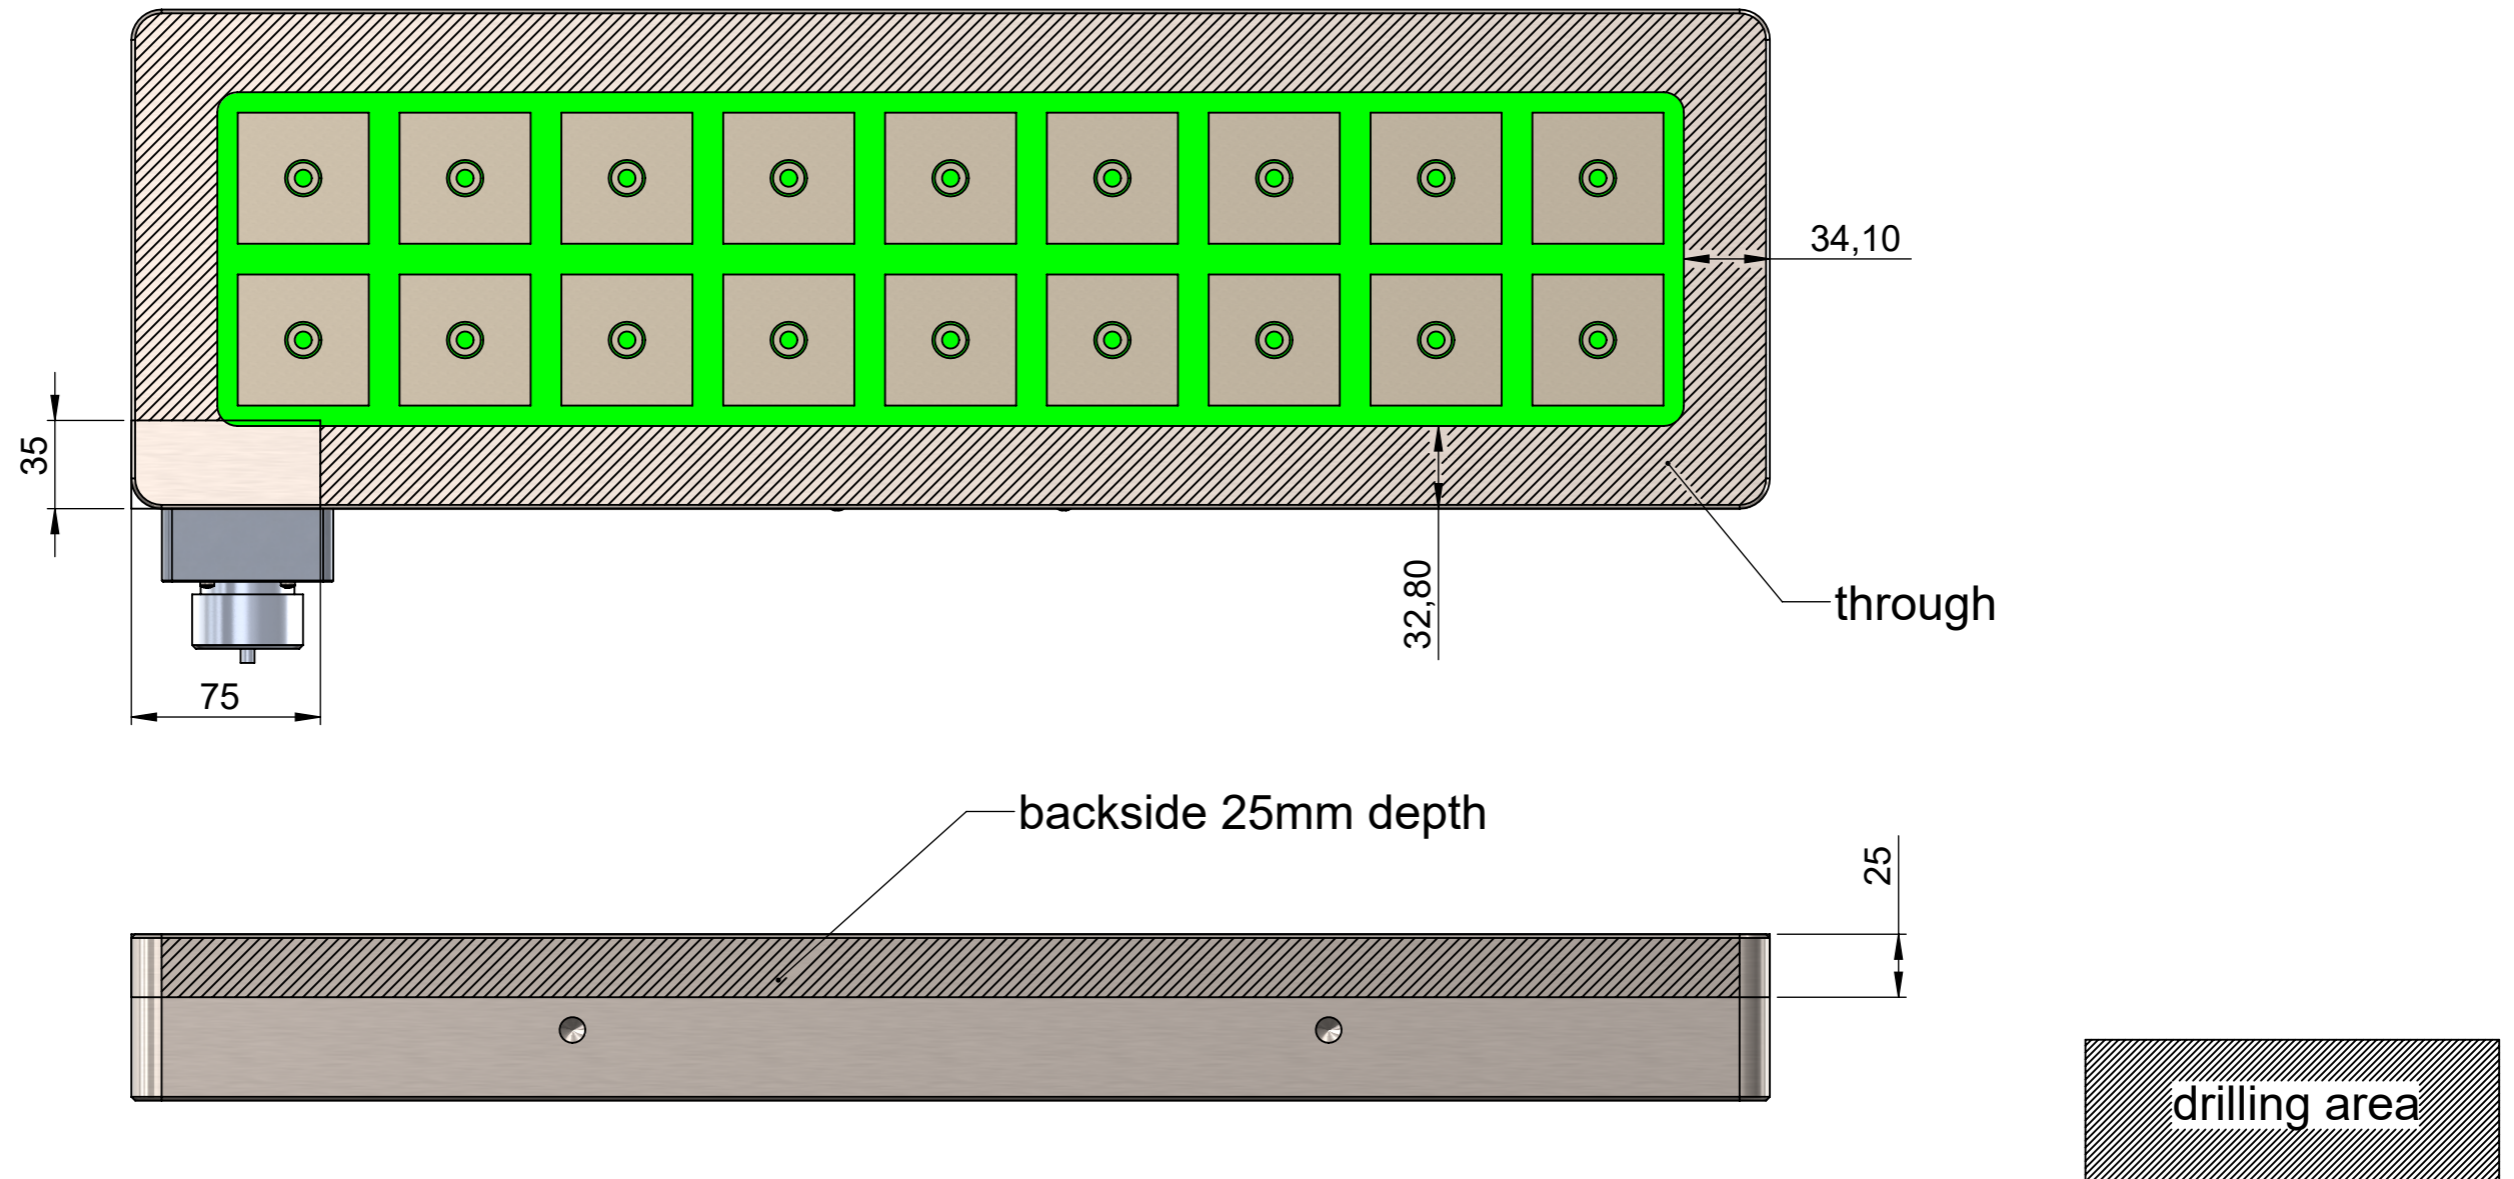 34,10
35
32,80
through
75
backside 25mm depth
25
drilling area